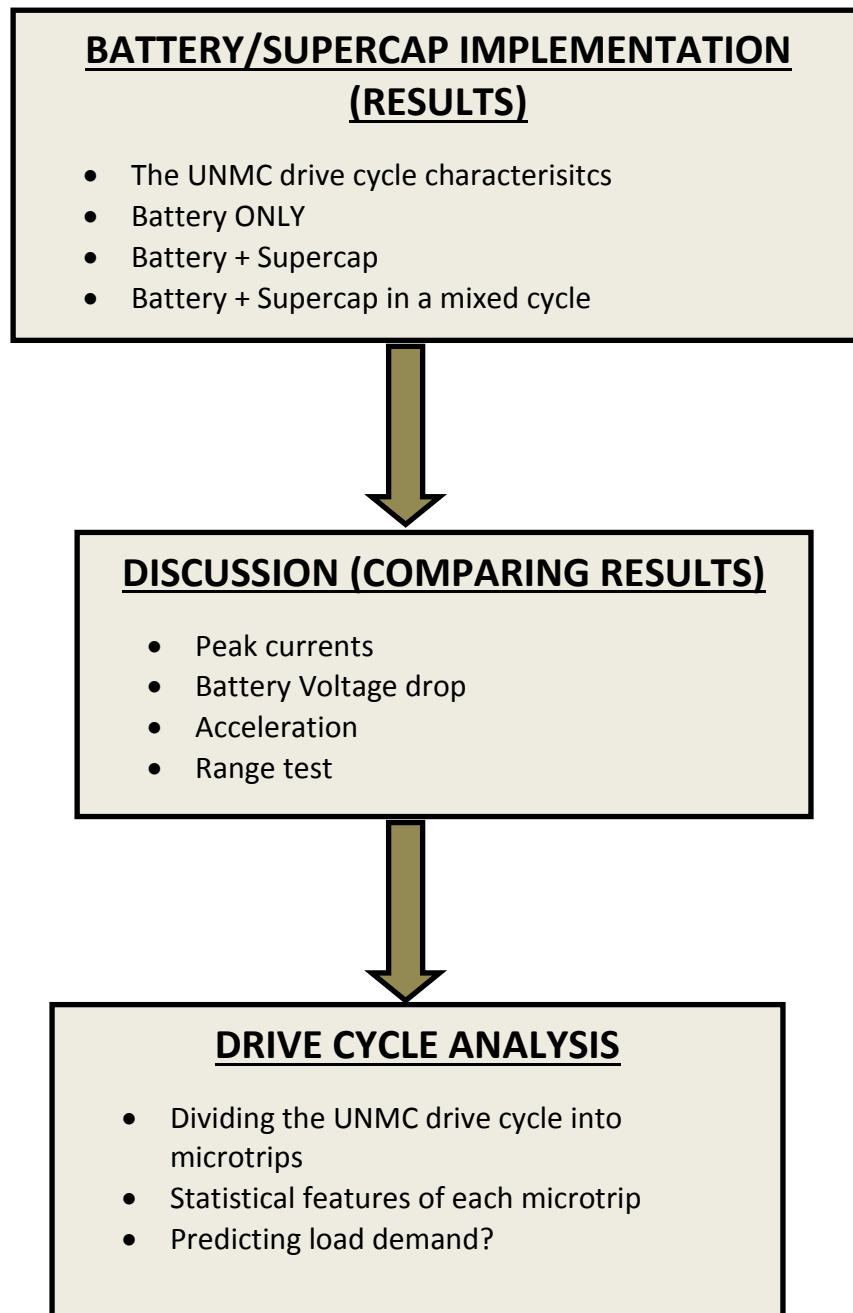 BATTERY/SUPERCAP IMPLEMENTATION
(RESULTS)
• The UNMC drive cycle characterisitcs
• Battery ONLY
• Battery + Supercap
• Battery + Supercap in a mixed cycle
DISCUSSION (COMPARING RESULTS)
• Peak currents
• Battery Voltage drop
• Acceleration
• Range test
DRIVE CYCLE ANALYSIS
• Dividing the UNMC drive cycle into
microtrips
• Statistical features of each microtrip
• Predicting load demand?